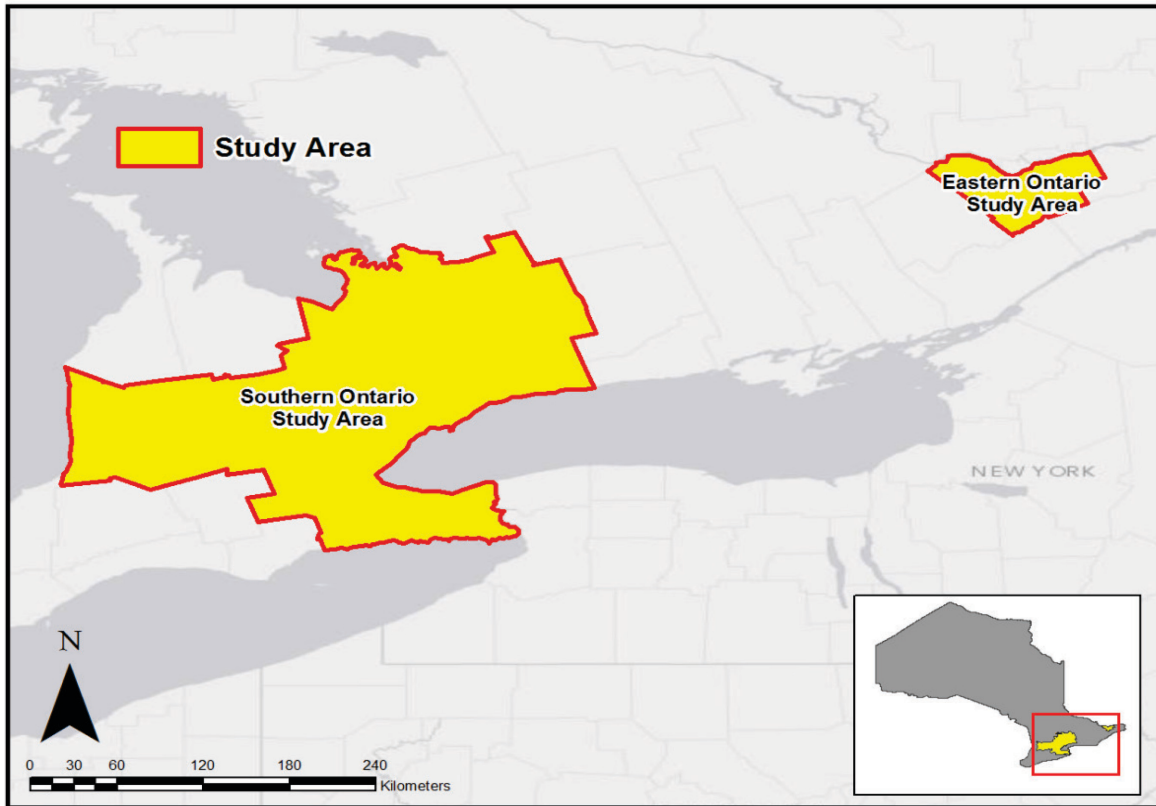 Study Area
Eastern Ontario
Study Area
Southern Ontario
Study Area
NEW YORK
N
0 15 30 60 120 180 240
Kilometers